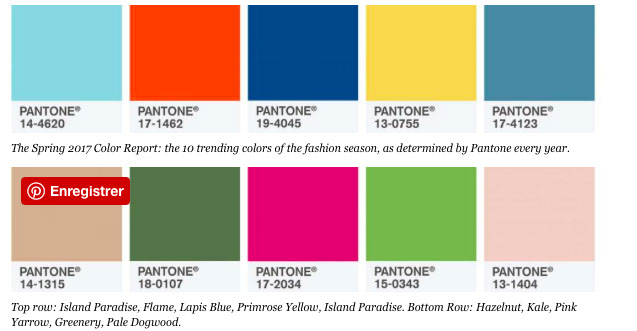 PANTONE® PANTONE® PANTONE® PANTONE® PANTONE®
14-4620 17-1462 19-4045 13-0755 17-4123
The Spring 2017 Color Report: the 10 trending colors of the fashion season, as determined by Pantone every year.
Enregistrer
PANTONE® PANTONE® PANTONE® PANTONE® PANTONE®
14-1315 18-0107 17-2034 15-0343 13-1404
Top row: Island Paradise, Flame, Lapis Blue, Primrose Yellow, Island Paradise. Bottom Row: Hazelnut, Kale, Pink
Yarrow, Greenery, Pale Dogwood.